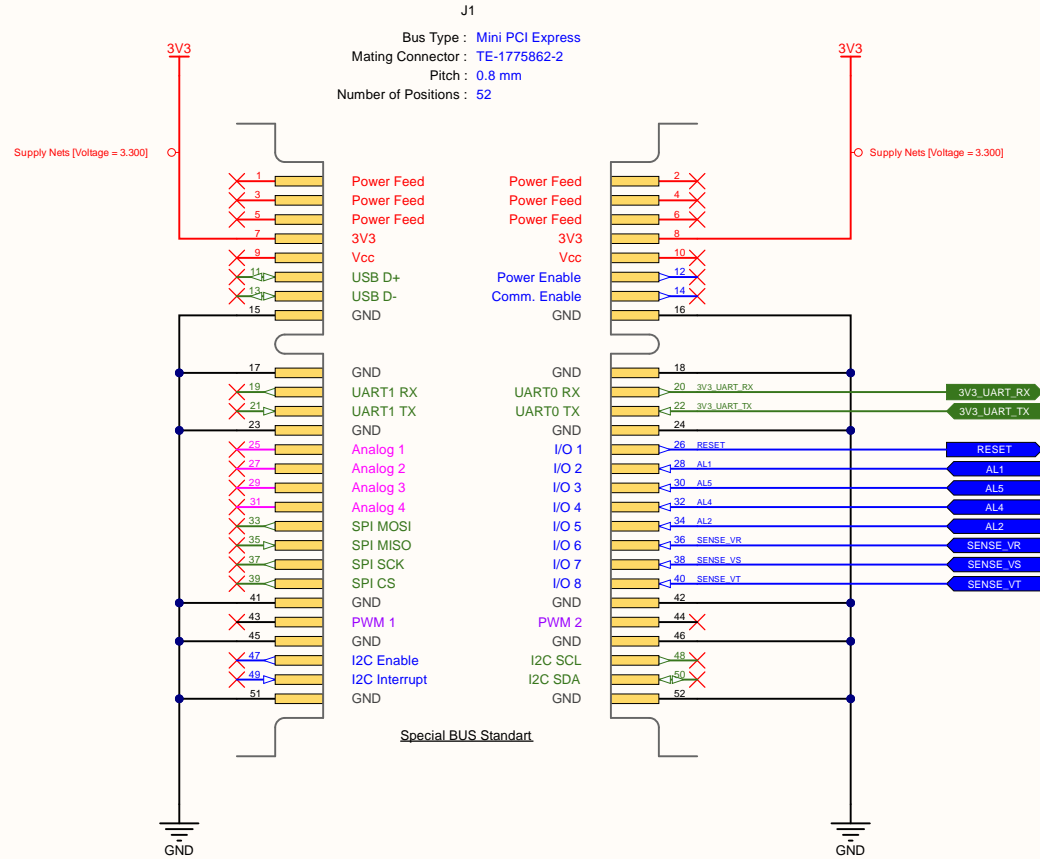 J1
Bus Type : Mini PCI Express
Mating Connector : TE-1775862-2
Pitch : 0.8 mm
Number of Positions : 52
3V3 3V3
Supply Nets [Voltage = 3.300] Supply Nets [Voltage = 3.300]
1 Power Feed Power Feed 2
3 Power Feed Power Feed 4
5 Power Feed Power Feed 6
7 3V3 3V3 8
9 Vcc Vcc 10
11 USB D+ Power Enable 12
13 USB D- Comm. Enable 14
15 GND GND 16
17 GND GND 18
19 UART1 RX UART0 RX 20 3V3_UART_RX 3V3_UART_RX
21 UART1 TX UART0 TX 22 3V3_UART_TX 3V3_UART_TX
23 GND GND 24
25 Analog 1 I/O 1 26 RESET RESET
27 Analog 2 I/O 2 28 AL1 AL1
29 Analog 3 I/O 3 30 AL5 AL5
31 Analog 4 I/O 4 32 AL4 AL4
33 SPI MOSI I/O 5 34 AL2 AL2
35 SPI MISO I/O 6 36 SENSE_VR SENSE_VR
37 SPI SCK I/O 7 38 SENSE_VS SENSE_VS
39 SPI CS I/O 8 40 SENSE_VT SENSE_VT
41 GND GND 42
43 PWM 1 PWM 2 44
45 GND GND 46
47 I2C Enable I2C SCL 48
49 I2C Interrupt I2C SDA 50
51 GND GND 52
Special BUS Standart
GND GND